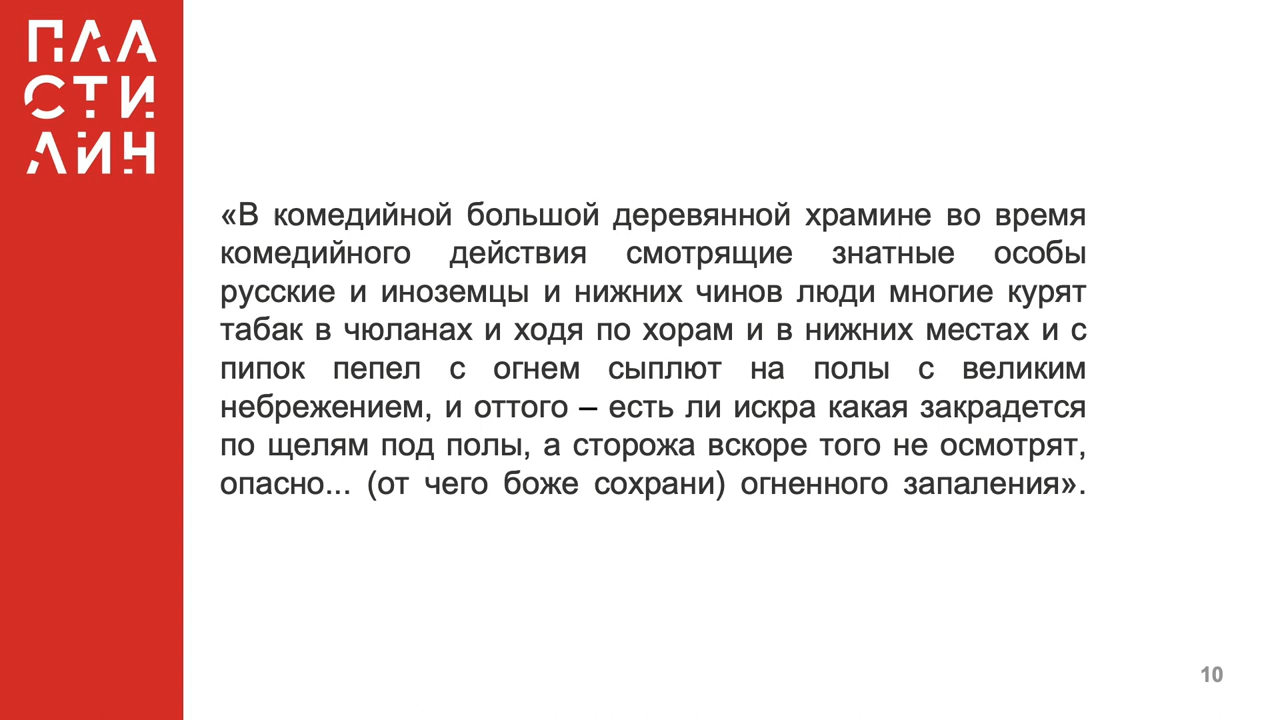 ПЛА
СТИ
ЛИН
«В комедийной большой деревянной храмине во время
комедийного действия смотрящие знатные особы
русские и иноземцы и нижних чинов люди многие курят
табак в чюланах и ходя по хорам и в нижних местах и с
пипок пепел с огнем сыплют на полы с великим
небрежением, и оттого – есть ли искра какая закрадется
по щелям под полы, а сторожа вскоре того не осмотрят,
опасно... (от чего боже сохрани) огненного запаления».
10